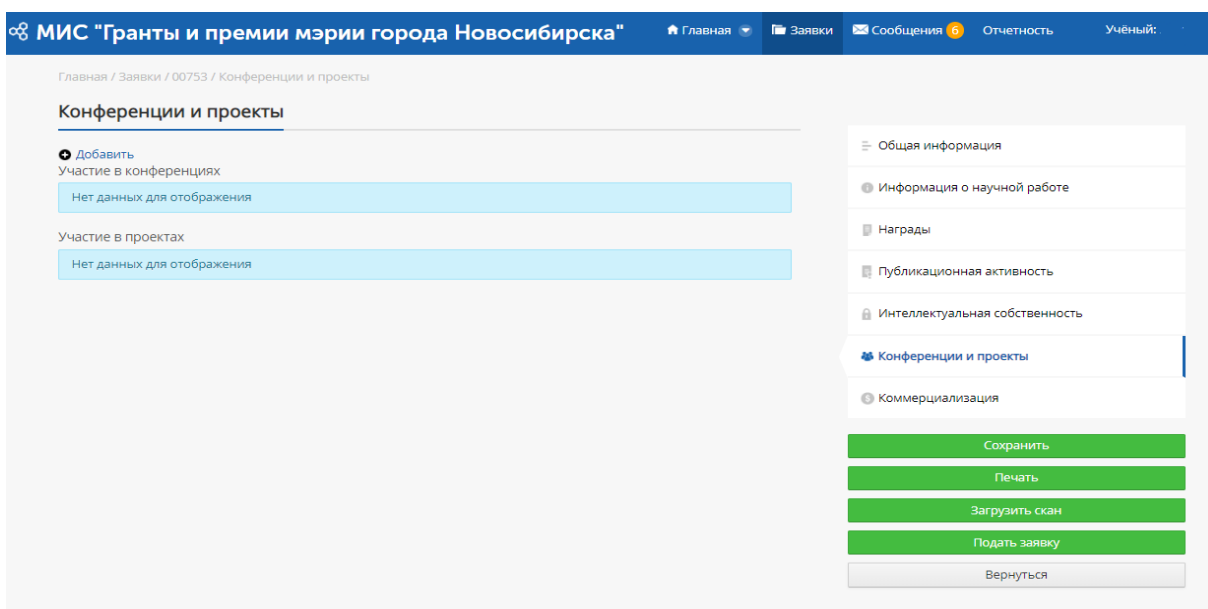 МИС "Гранты и премии мэрии города Новосибирска"
Главная
Заявки
Сообщения 6
Отчетность
Учёный:
Главная / Заявки / 00753 / Конференции и проекты
Конференции и проекты
Добавить
Участие в конференциях
Нет данных для отображения
Участие в проектах
Нет данных для отображения
Общая информация
Информация о научной работе
Награды
Публикационная активность
Интеллектуальная собственность
Конференции и проекты
Коммерциализация
Сохранить
Печать
Загрузить скан
Подать заявку
Вернуться